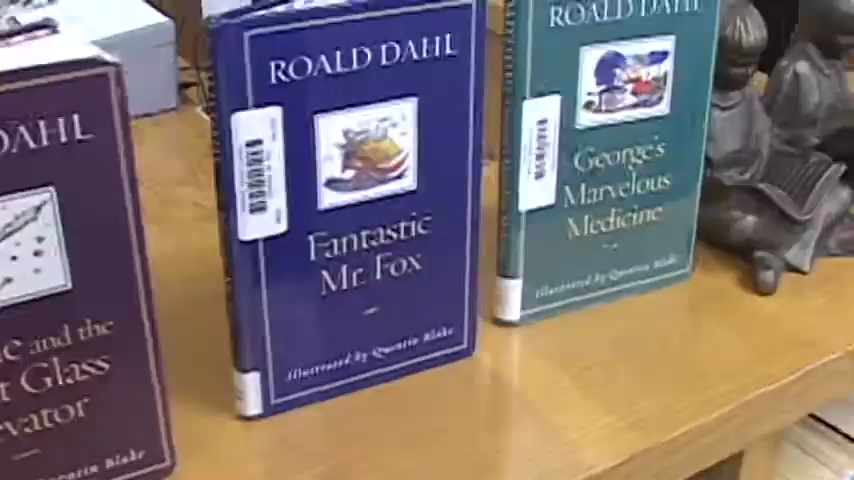 DAHL
and the
Glass
Quentin Blake
ROALD DAHL
Fantastic
Mr. Fox
Illustrated by Quentin Blake
ROALD DAHL
George's
Marvelous
Medicine
Illustrated by Quentin Blake